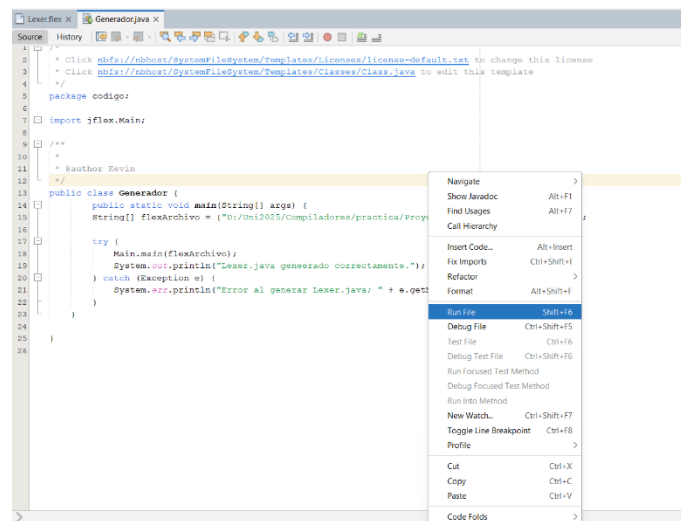 Lexer.flex × Generador.java ×
Source History
1 /*
2 * Click nbfs://nbhost/SystemFileSystem/Templates/Licenses/license-default.txt to change this license
3 * Click nbfs://nbhost/SystemFileSystem/Templates/Classes/Class.java to edit this template
4 */
5 package codigo;
6
7 import jflex.Main;
8
9 /**
10 *
11 * @author Kevin
12 */
13 public class Generador {
14 public static void main(String[] args) {
15 String[] flexArchivo = {"D:/Uni2025/Compiladores/practica/Proye ;
16
17 try {
18 Main.main(flexArchivo);
19 System.out.println("Lexer.java geneerado correctamente.");
20 } catch (Exception e) {
21 System.err.println("Error al generar Lexer.java; " + e.getM
22 }
23 }
24
25 }
26
Navigate >
Show Javadoc Alt+F1
Find Usages Alt+F7
Call Hierarchy
Insert Code... Alt+Insert
Fix Imports Ctrl+Shift+I
Refactor >
Format Alt+Shift+F
Run File Shift+F6
Debug File Ctrl+Shift+F5
Test File Ctrl+F6
Debug Test File Ctrl+Shift+F6
Run Focused Test Method
Debug Focused Test Method
Run Into Method
New Watch... Ctrl+Shift+F7
Toggle Line Breakpoint Ctrl+F8
Profile >
Cut Ctrl+X
Copy Ctrl+C
Paste Ctrl+V
Code Folds >